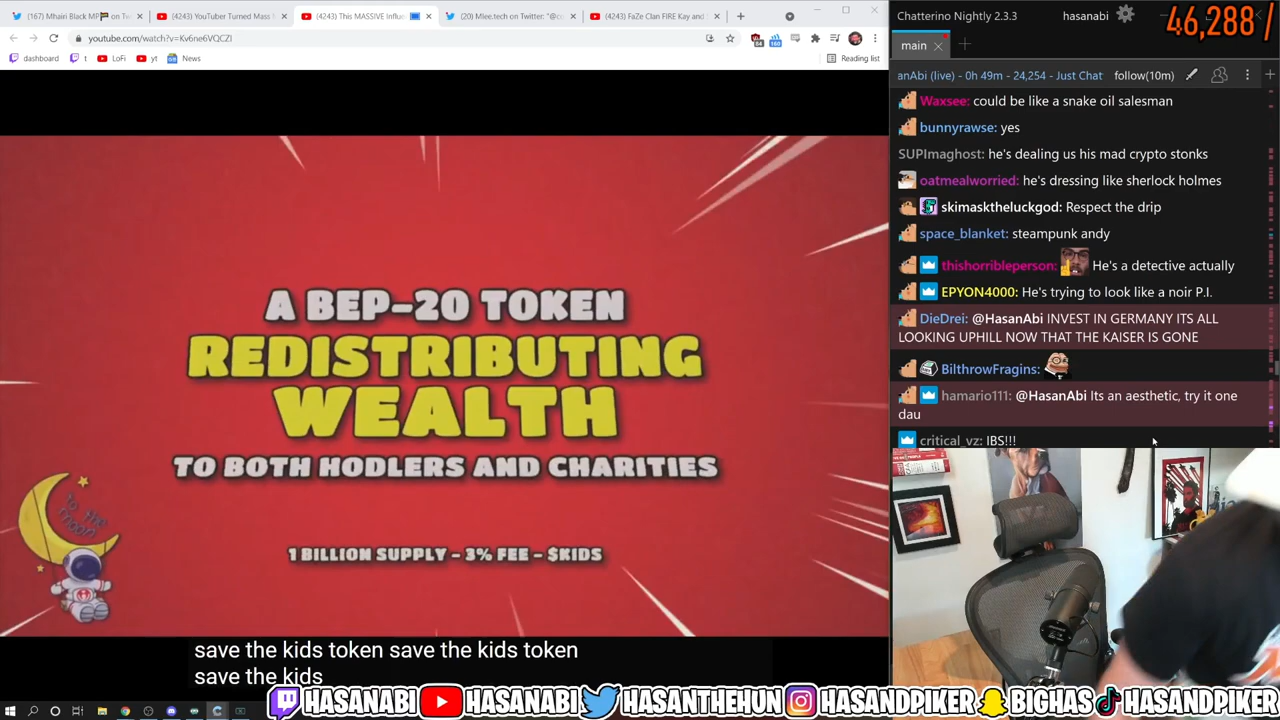 (167) Mhairi Black MP🏴 on Tw
(4243) YouTuber Turned Mass M
(4243) This MASSIVE Influe
(20) Mlee.tech on Twitter: "@co
(4243) FaZe Clan FIRE Kay and S
youtube.com/watch?v=Kv6ne6VQCZI
dashboard
t
LoFi
yt
News
Reading list
A BEP-20 TOKEN
REDISTRIBUTING
WEALTH
TO BOTH HODLERS AND CHARITIES
1 BILLION SUPPLY - 3% FEE - $KIDS
to the moon
save the kids token save the kids token
save the kids
Chatterino Nightly 2.3.3
hasanabi
46,288 /
main
anAbi (live) - 0h 49m - 24,254 - Just Chat
follow(10m)
Waxsee: could be like a snake oil salesman
bunnyrawse: yes
SUPImaghost: he's dealing us his mad crypto stonks
oatmealworried: he's dressing like sherlock holmes
skimasktheluckgod: Respect the drip
space_blanket: steampunk andy
thishorribleperson: He's a detective actually
EPYON4000: He's trying to look like a noir P.I.
DieDrei: @HasanAbi INVEST IN GERMANY ITS ALL
LOOKING UPHILL NOW THAT THE KAISER IS GONE
BilthrowFragins:
hamario111: @HasanAbi Its an aesthetic, try it one
dau
critical_vz: IBS!!!
HASANABI
HASANABI
HASANTHEHUN
HASANDPIKER
BIGHAS
HASANDPIKER